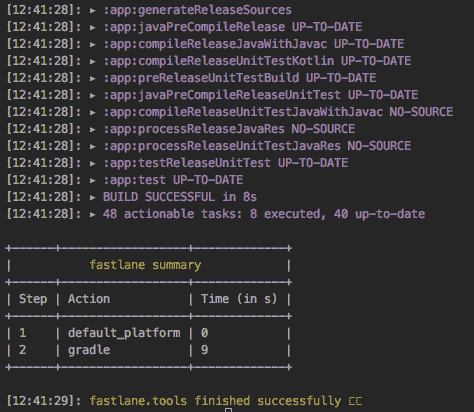 [12:41:28]: ▸ :app:generateReleaseSources
[12:41:28]: ▸ :app:javaPreCompileRelease UP-TO-DATE
[12:41:28]: ▸ :app:compileReleaseJavaWithJavac UP-TO-DATE
[12:41:28]: ▸ :app:compileReleaseUnitTestKotlin UP-TO-DATE
[12:41:28]: ▸ :app:preReleaseUnitTestBuild UP-TO-DATE
[12:41:28]: ▸ :app:javaPreCompileReleaseUnitTest UP-TO-DATE
[12:41:28]: ▸ :app:compileReleaseUnitTestJavaWithJavac NO-SOURCE
[12:41:28]: ▸ :app:processReleaseJavaRes NO-SOURCE
[12:41:28]: ▸ :app:processReleaseUnitTestJavaRes NO-SOURCE
[12:41:28]: ▸ :app:testReleaseUnitTest UP-TO-DATE
[12:41:28]: ▸ :app:test UP-TO-DATE
[12:41:28]: ▸ BUILD SUCCESSFUL in 8s
[12:41:28]: ▸ 48 actionable tasks: 8 executed, 40 up-to-date
+------+------------------+-------------+
|            fastlane summary           |
+------+------------------+-------------+
| Step | Action           | Time (in s) |
+------+------------------+-------------+
| 1    | default_platform | 0           |
| 2    | gradle           | 9           |
+------+------------------+-------------+
[12:41:29]: fastlane.tools finished successfully